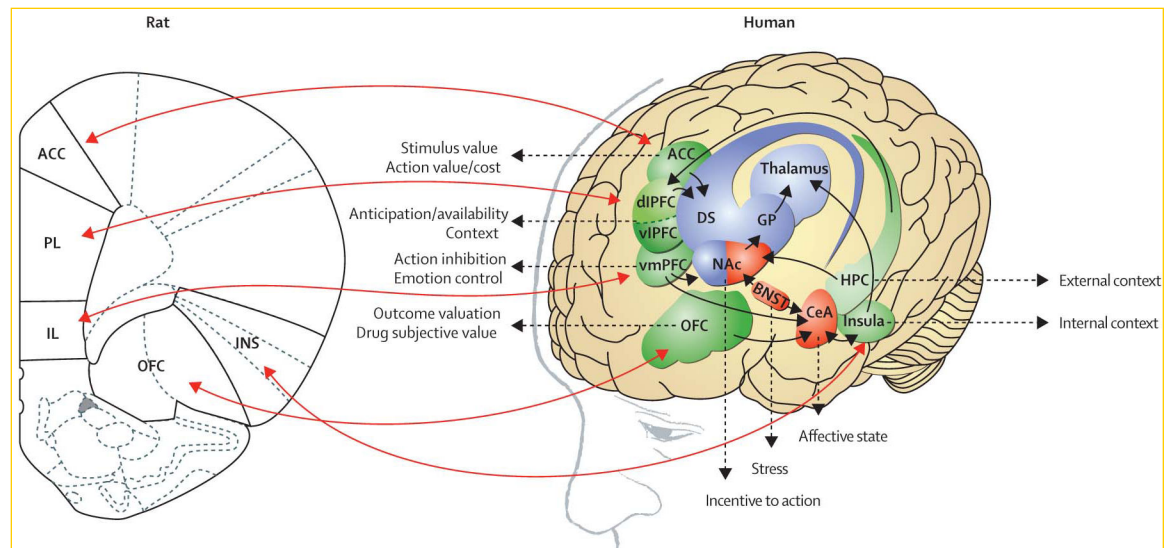 Rat
Human
ACC
PL
IL
OFC
INS
Stimulus value
Action value/cost
Anticipation/availability
Context
Action inhibition
Emotion control
Outcome valuation
Drug subjective value
ACC
dlPFC
vlPFC
vmPFC
OFC
DS
Thalamus
GP
NAc
BNST
CeA
HPC
Insula
External context
Internal context
Affective state
Stress
Incentive to action